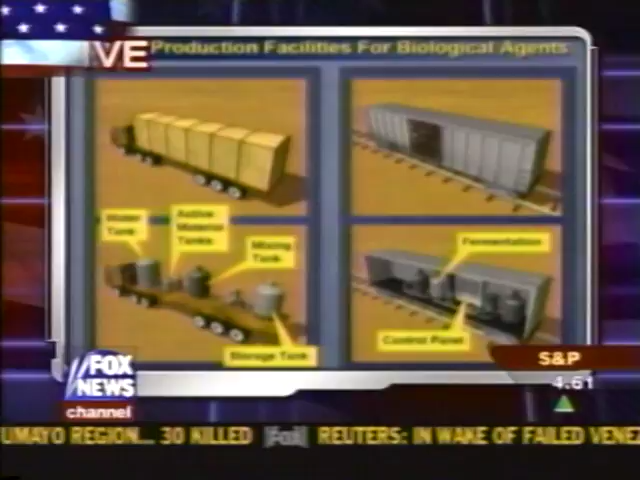 VE
Production Facilities For Biological Agents
Water
Tank
Active
Material
Tanks
Mixing
Tank
Storage Tank
Fermentation
Control Panel
FOX
NEWS
channel
S&P
4.61
UMAYO REGION... 30 KILLED Fox REUTERS: IN WAKE OF FAILED VENEZ